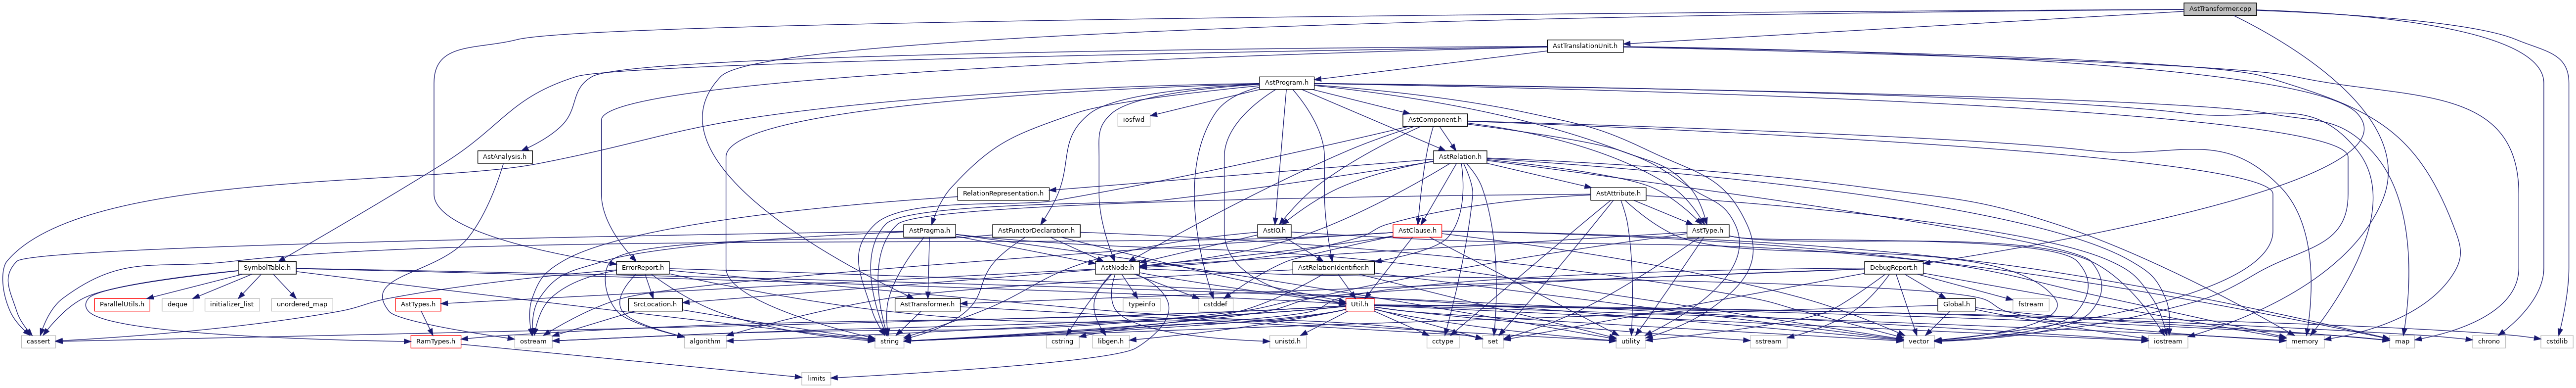 AstTransformer.cpp
AstTranslationUnit.h
AstProgram.h
iosfwd
AstComponent.h
AstAnalysis.h
AstRelation.h
RelationRepresentation.h
AstAttribute.h
AstPragma.h
AstFunctorDeclaration.h
AstIO.h
AstClause.h
AstType.h
SymbolTable.h
ErrorReport.h
AstNode.h
AstRelationIdentifier.h
DebugReport.h
ParallelUtils.h
deque
initializer_list
unordered_map
AstTypes.h
SrcLocation.h
AstTransformer.h
typeinfo
cstddef
Util.h
Global.h
fstream
cassert
RamTypes.h
ostream
algorithm
string
cstring
libgen.h
unistd.h
cctype
set
utility
sstream
vector
iostream
memory
map
chrono
cstdlib
limits